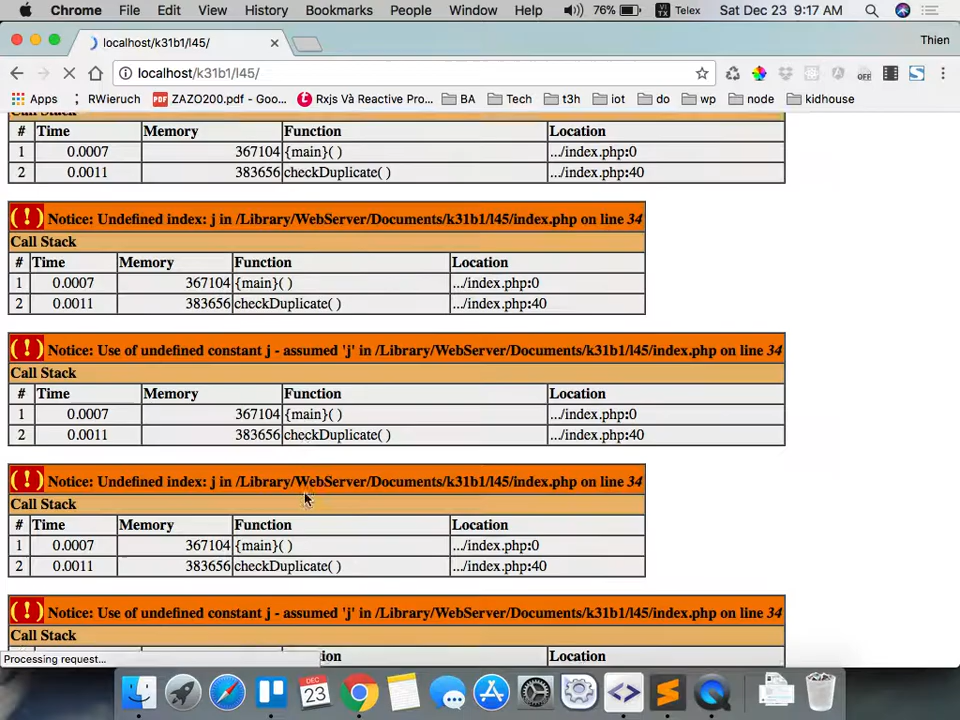 Chrome File Edit View History Bookmarks People Window Help 76% VI TX Telex Sat Dec 23 9:17 AM
localhost/k31b1/l45/ Thien
localhost/k31b1/l45/ OFF
Apps RWieruch PDF ZAZO200.pdf - Goo... Rxjs Và Reactive Pro... BA Tech t3h iot do wp node kidhouse
# Time Memory Function Location
1 0.0007 367104 {main}( ) .../index.php:0
2 0.0011 383656 checkDuplicate( ) .../index.php:40
( ! ) Notice: Undefined index: j in /Library/WebServer/Documents/k31b1/l45/index.php on line 34
Call Stack
# Time Memory Function Location
1 0.0007 367104 {main}( ) .../index.php:0
2 0.0011 383656 checkDuplicate( ) .../index.php:40
( ! ) Notice: Use of undefined constant j - assumed 'j' in /Library/WebServer/Documents/k31b1/l45/index.php on line 34
Call Stack
# Time Memory Function Location
1 0.0007 367104 {main}( ) .../index.php:0
2 0.0011 383656 checkDuplicate( ) .../index.php:40
( ! ) Notice: Undefined index: j in /Library/WebServer/Documents/k31b1/l45/index.php on line 34
Call Stack
# Time Memory Function Location
1 0.0007 367104 {main}( ) .../index.php:0
2 0.0011 383656 checkDuplicate( ) .../index.php:40
( ! ) Notice: Use of undefined constant j - assumed 'j' in /Library/WebServer/Documents/k31b1/l45/index.php on line 34
Call Stack
Location
Processing request...
DEC
23